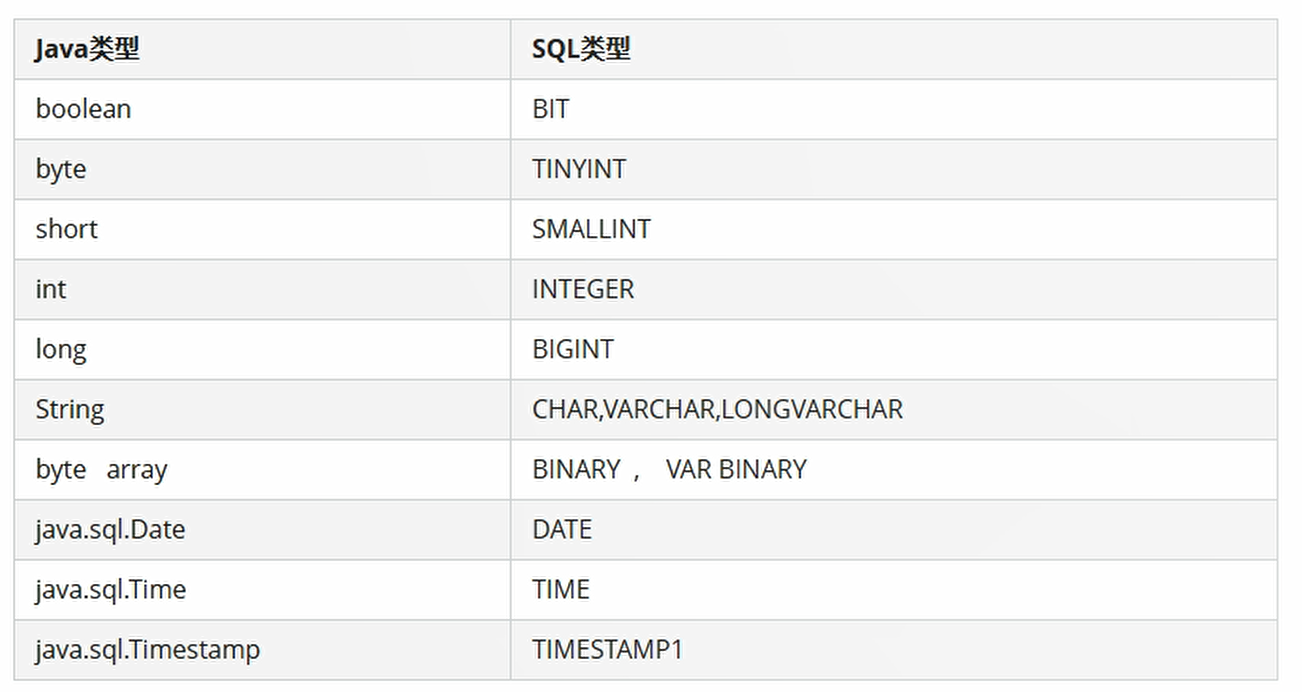 Java类型 SQL类型
boolean BIT
byte TINYINT
short SMALLINT
int INTEGER
long BIGINT
String CHAR,VARCHAR,LONGVARCHAR
byte array BINARY ， VAR BINARY
java.sql.Date DATE
java.sql.Time TIME
java.sql.Timestamp TIMESTAMP1